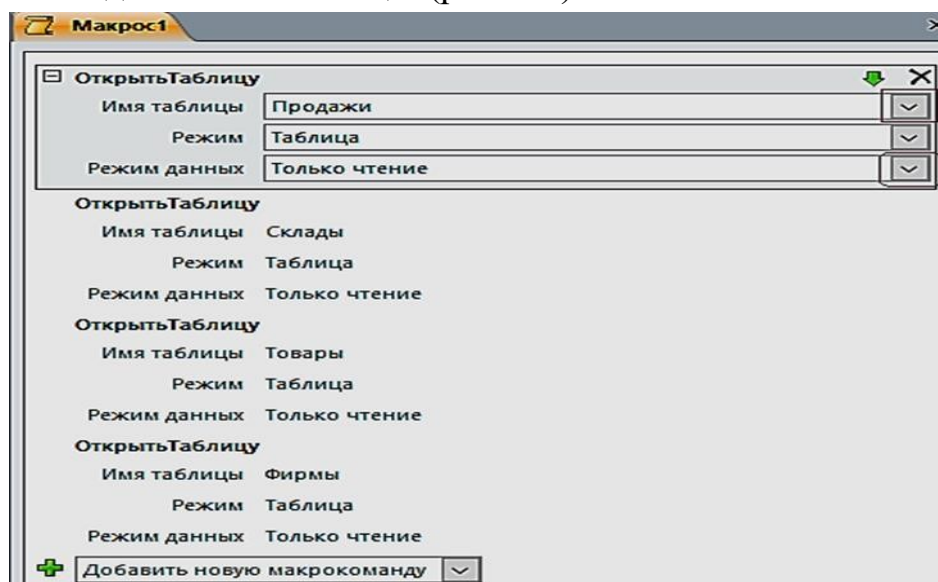 Макрос1
ОткрытьТаблицу
Имя таблицы Продажи
Режим Таблица
Режим данных Только чтение
ОткрытьТаблицу
Имя таблицы Склады
Режим Таблица
Режим данных Только чтение
ОткрытьТаблицу
Имя таблицы Товары
Режим Таблица
Режим данных Только чтение
ОткрытьТаблицу
Имя таблицы Фирмы
Режим Таблица
Режим данных Только чтение
Добавить новую макрокоманду